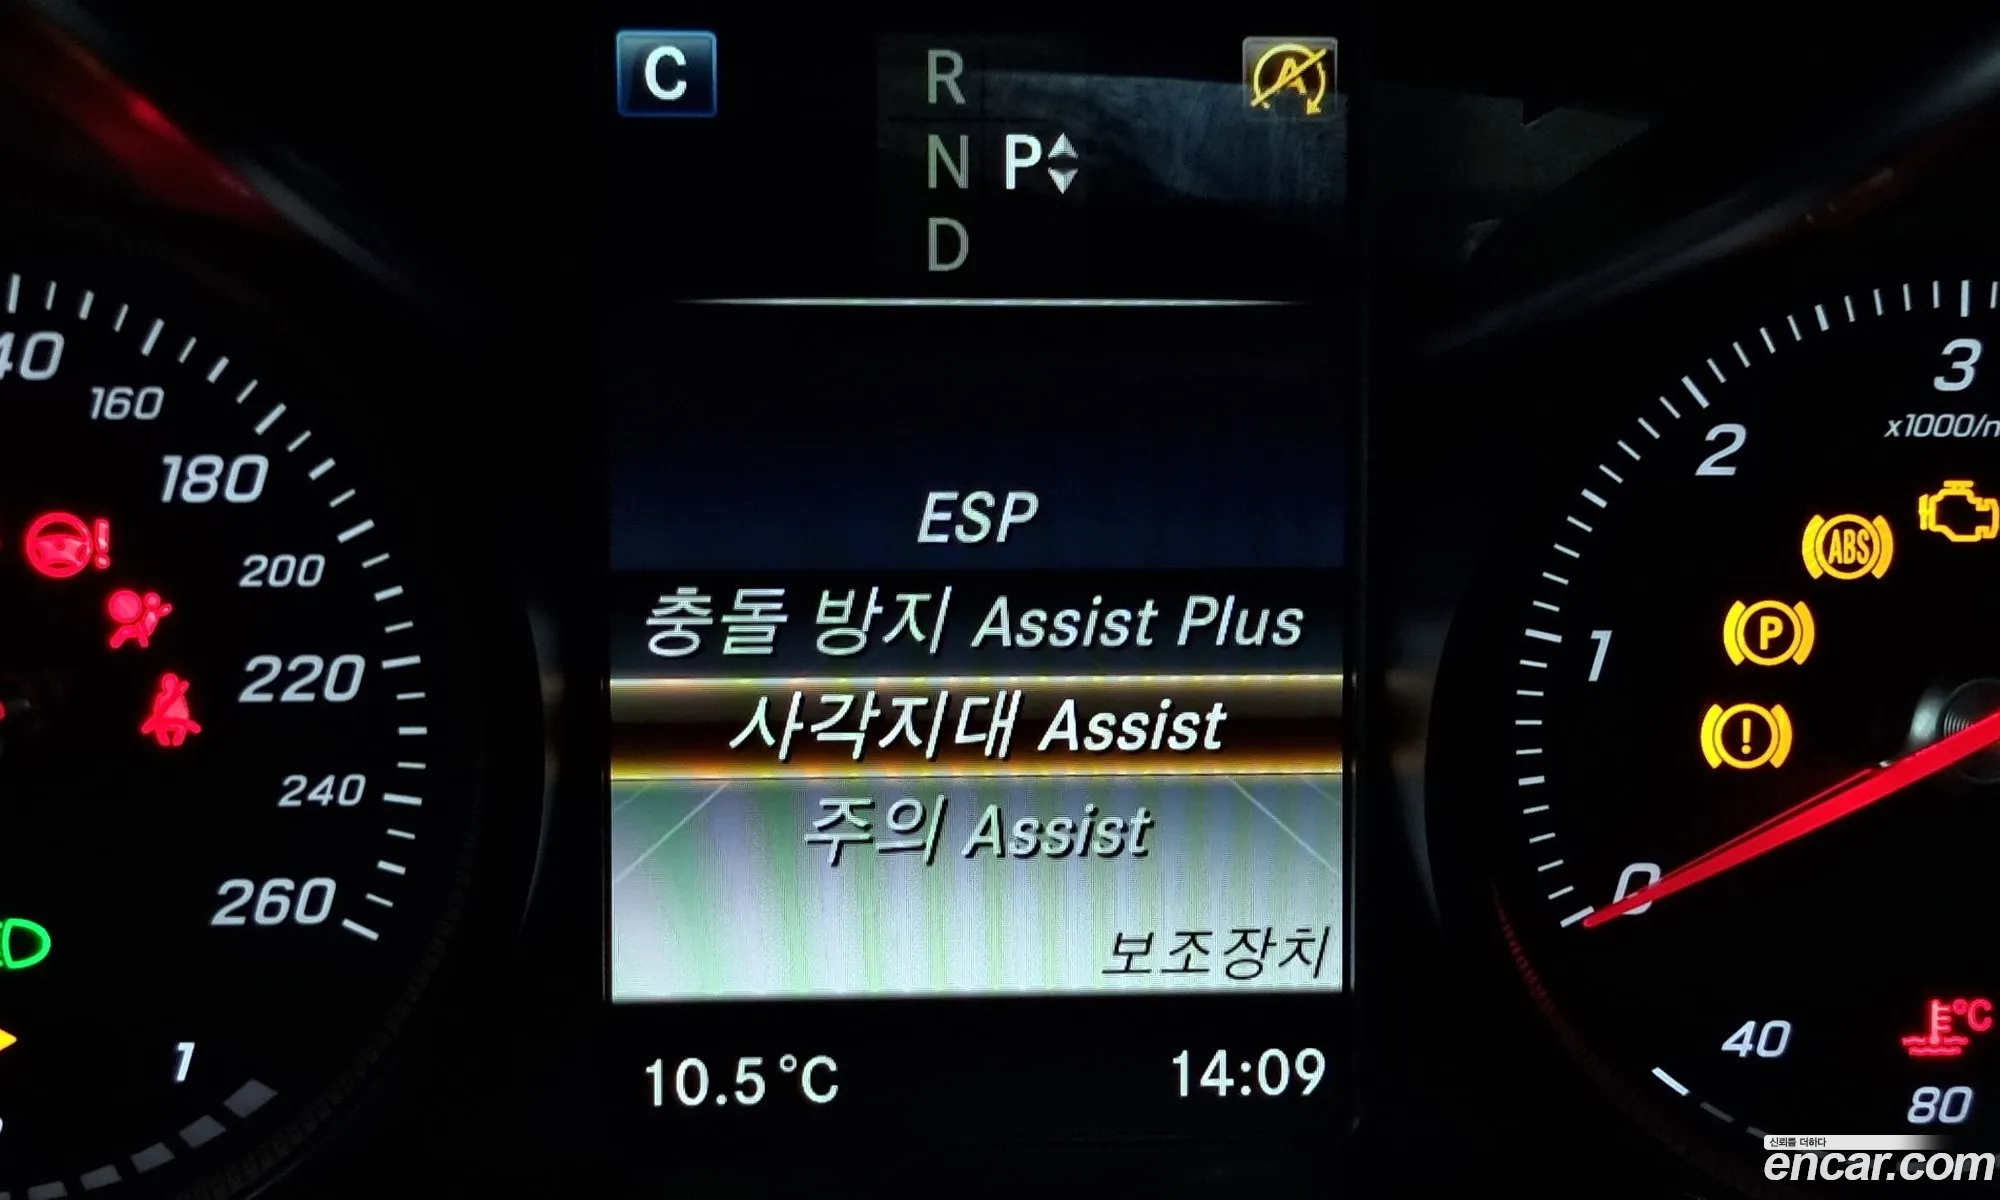 C
R
N P
D
A
40
160
180
200
220
240
260
1
ESP
충돌 방지 Assist Plus
사각지대 Assist
주의 Assist
보조장치
10.5 °C
14:09
3
x1000/
2
1
0
ABS
P
!
!
°C
40
80
신뢰를 더하다
encar.com